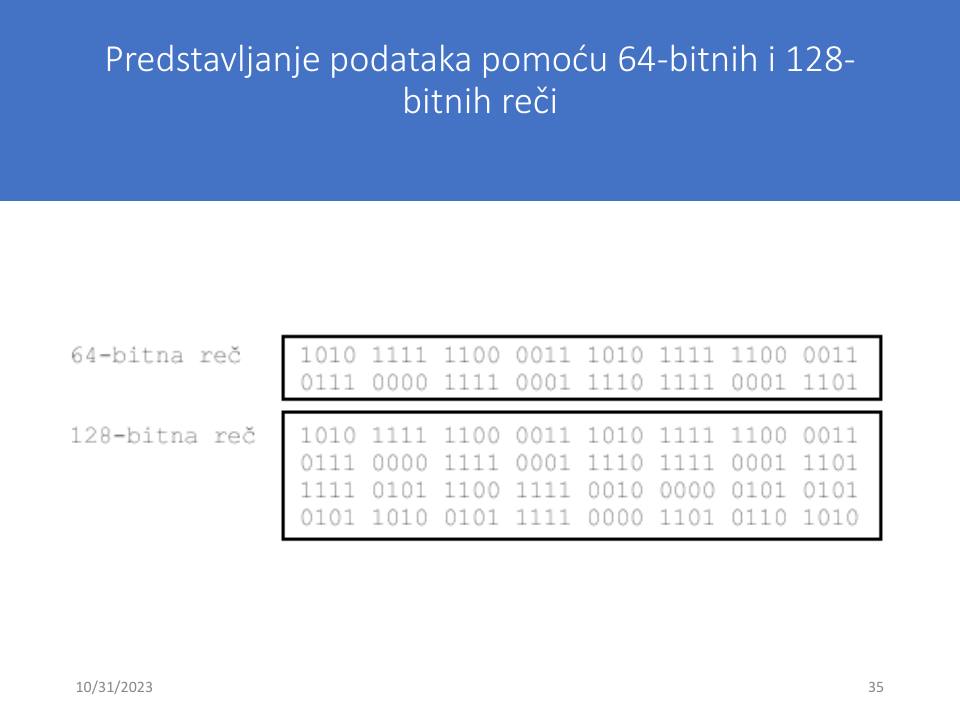 Predstavljanje podataka pomoću 64-bitnih i 128-
bitnih reči
64-bitna reč 1010 1111 1100 0011 1010 1111 1100 0011
0111 0000 1111 0001 1110 1111 0001 1101
128-bitna reč 1010 1111 1100 0011 1010 1111 1100 0011
0111 0000 1111 0001 1110 1111 0001 1101
1111 0101 1100 1111 0010 0000 0101 0101
0101 1010 0101 1111 0000 1101 0110 1010
10/31/2023 35